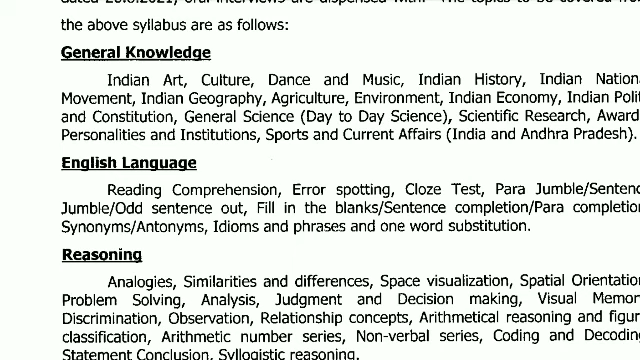 the above syllabus are as follows:
General Knowledge
Indian Art, Culture, Dance and Music, Indian History, Indian
Movement, Indian Geography, Agriculture, Environment, Indian Economy, Indian
and Constitution, General Science (Day to Day Science), Scientific Research,
Personalities and Institutions, Sports and Current Affairs (India and Andhra Pradesh).
English Language
Reading Comprehension, Error spotting, Cloze Test, Para
Jumble/Odd sentence out, Fill in the blanks/Sentence completion/Para
Synonyms/Antonyms, Idioms and phrases and one word substitution.
Reasoning
Analogies, Similarities and differences, Space visualization, Spatial
Problem Solving, Analysis, Judgment and Decision making, Visual
Discrimination, Observation, Relationship concepts, Arithmetical reasoning and
classification, Arithmetic number series, Non-verbal series, Coding and
Statement Conclusion, Syllogistic reasoning.